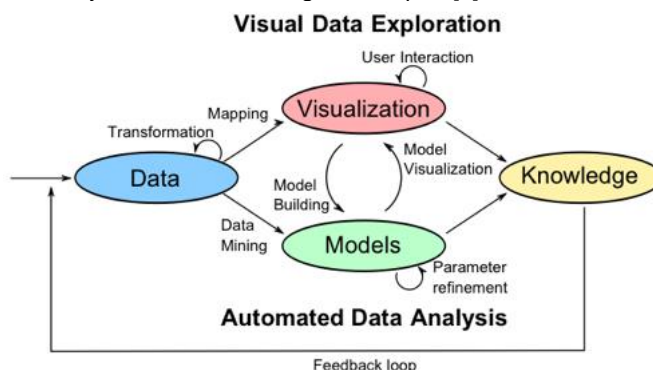 Visual Data Exploration
User Interaction
Visualization
Mapping
Transformation
Model
Visualization
Data
Knowledge
Model
Building
Data
Mining
Models
Parameter
refinement
Automated Data Analysis
Feedback loop